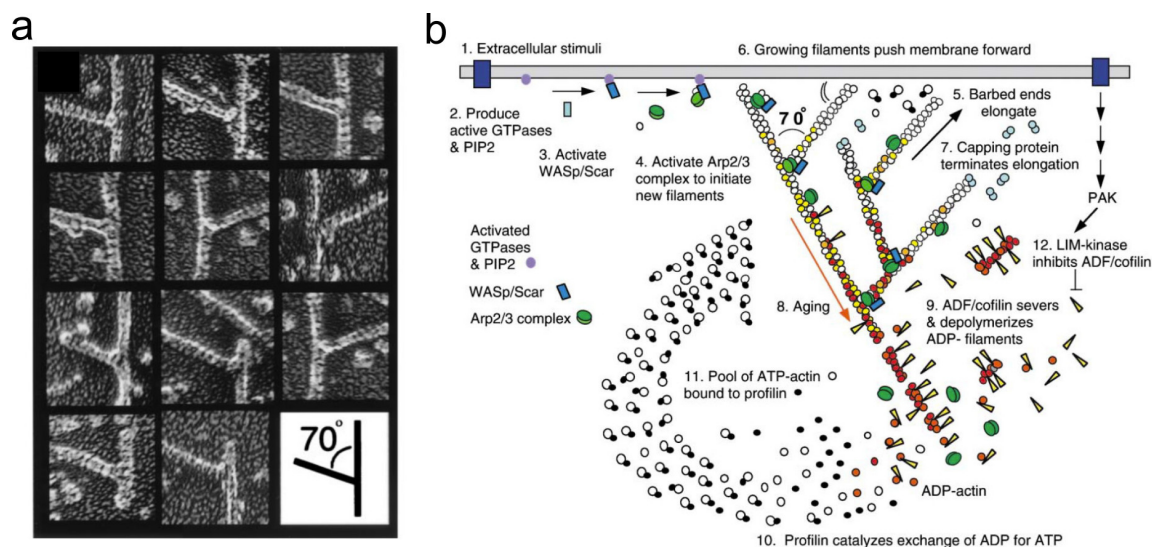 a
70°
b
1. Extracellular stimuli
6. Growing filaments push membrane forward
2. Produce
active GTPases
& PIP2
3. Activate
WASp/Scar
4. Activate Arp2/3
complex to initiate
new filaments
70°
5. Barbed ends
elongate
7. Capping protein
terminates elongation
PAK
12. LIM-kinase
inhibits ADF/cofilin
Activated
GTPases
& PIP2
WASp/Scar
Arp2/3 complex
8. Aging
9. ADF/cofilin severs
& depolymerizes
ADP- filaments
11. Pool of ATP-actin
bound to profilin
ADP-actin
10. Profilin catalyzes exchange of ADP for ATP